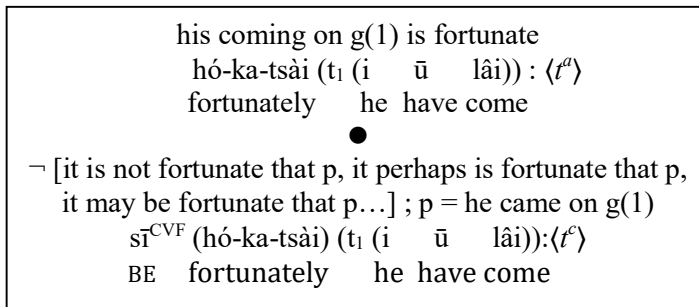 his coming on g(1) is fortunate
hó-ka-tsài (t₁ (i ū lâi)) : ⟨tᵃ⟩
fortunately he have come
●
¬ [it is not fortunate that p, it perhaps is fortunate that p,
it may be fortunate that p…] ; p = he came on g(1)
sī^CVF (hó-ka-tsài) (t₁ (i ū lâi)):⟨tᶜ⟩
BE fortunately he have come